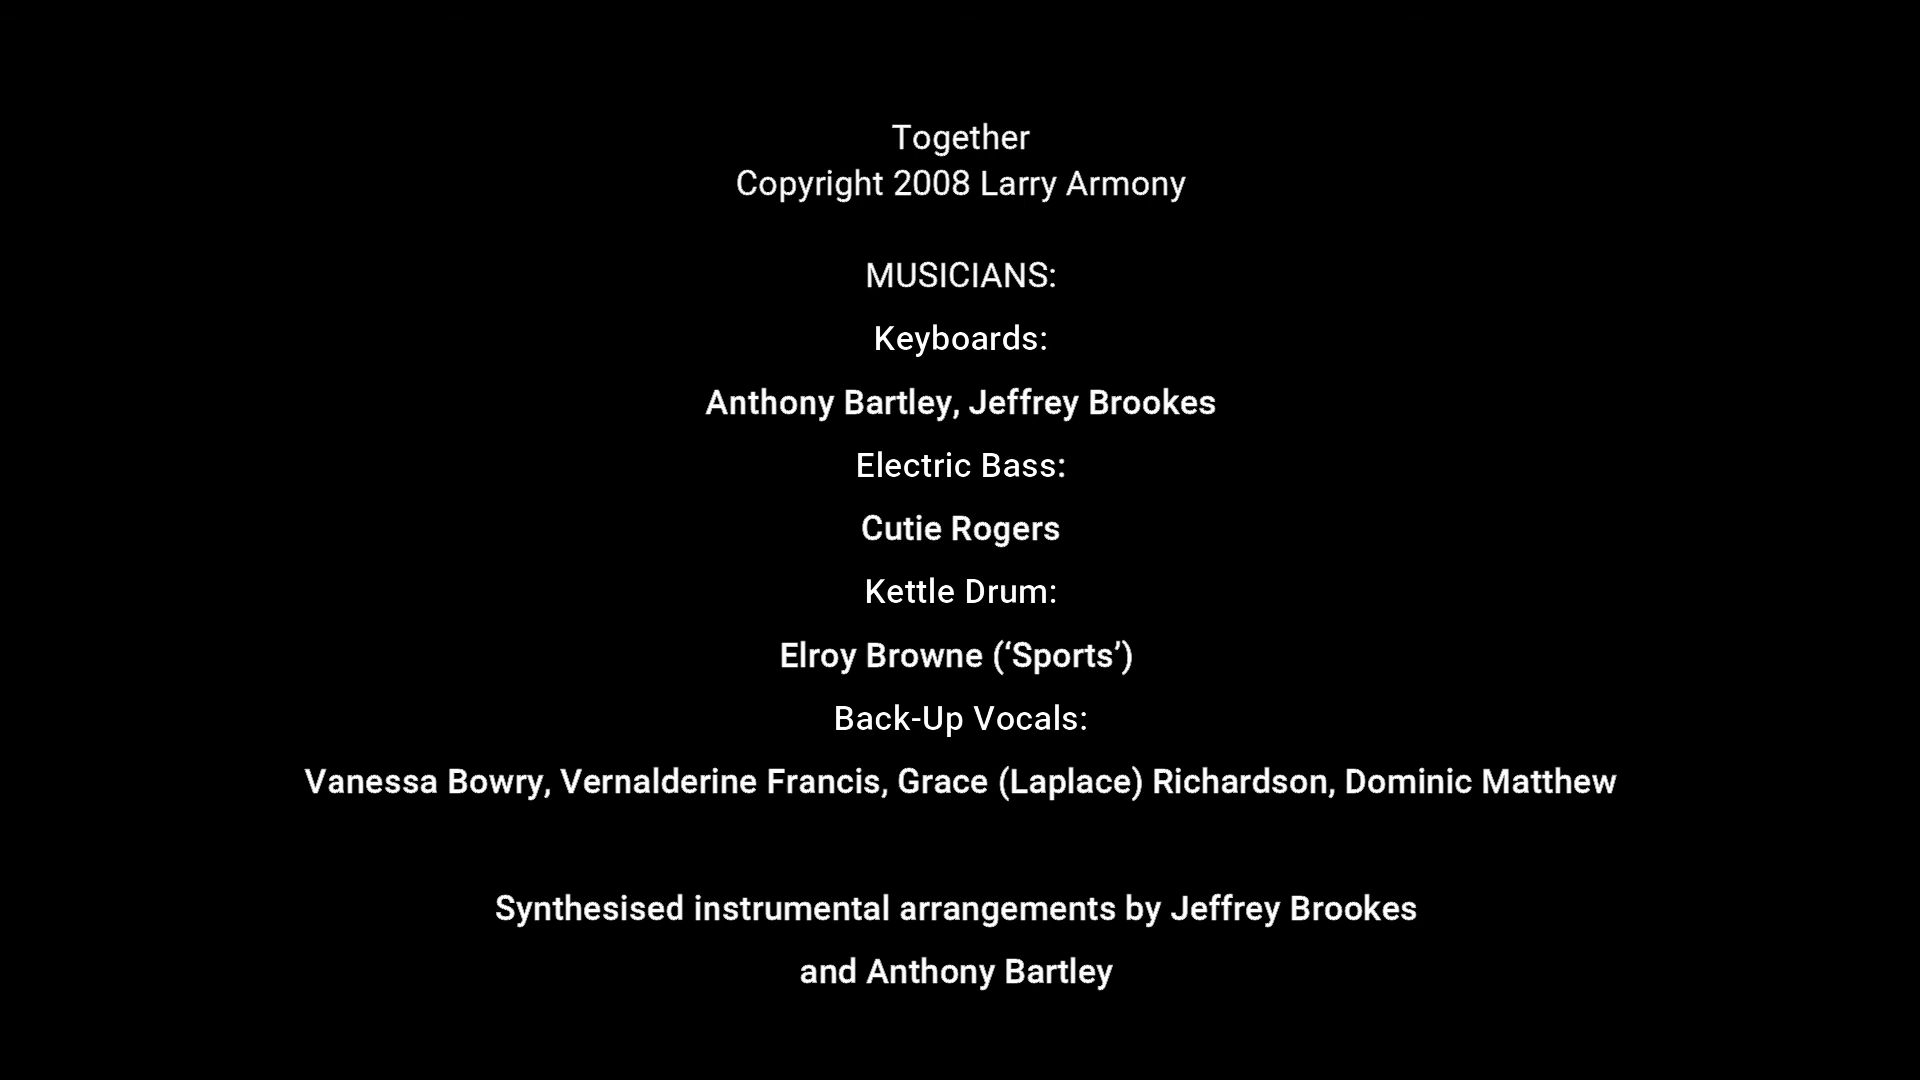 Together
Copyright 2008 Larry Armony
MUSICIANS:
Keyboards:
Anthony Bartley, Jeffrey Brookes
Electric Bass:
Cutie Rogers
Kettle Drum:
Elroy Browne (‘Sports’)
Back-Up Vocals:
Vanessa Bowry, Vernalderine Francis, Grace (Laplace) Richardson, Dominic Matthew
Synthesised instrumental arrangements by Jeffrey Brookes
and Anthony Bartley